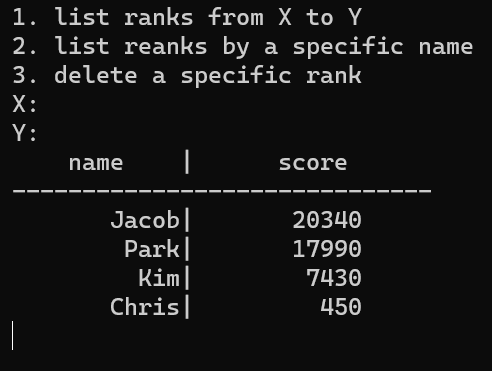 1. list ranks from X to Y
2. list reanks by a specific name
3. delete a specific rank
X:
Y:
    name    |      score
------------------------------
       Jacob|       20340
        Park|       17990
         Kim|        7430
       Chris|         450